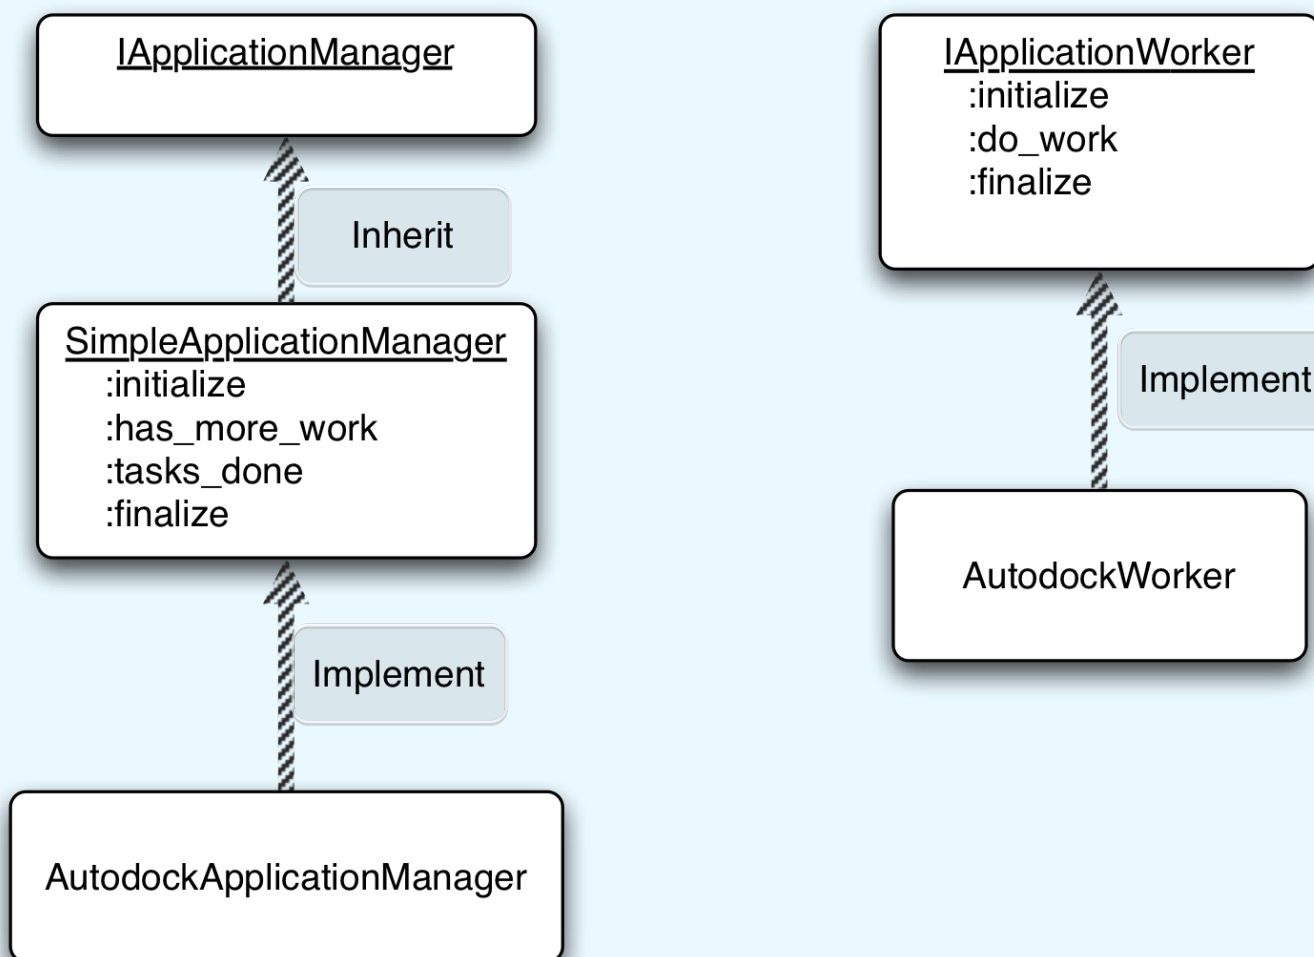 IApplicationManager
Inherit
SimpleApplicationManager
:initialize
:has_more_work
:tasks_done
:finalize
Implement
AutodockApplicationManager
IApplicationWorker
:initialize
:do_work
:finalize
Implement
AutodockWorker